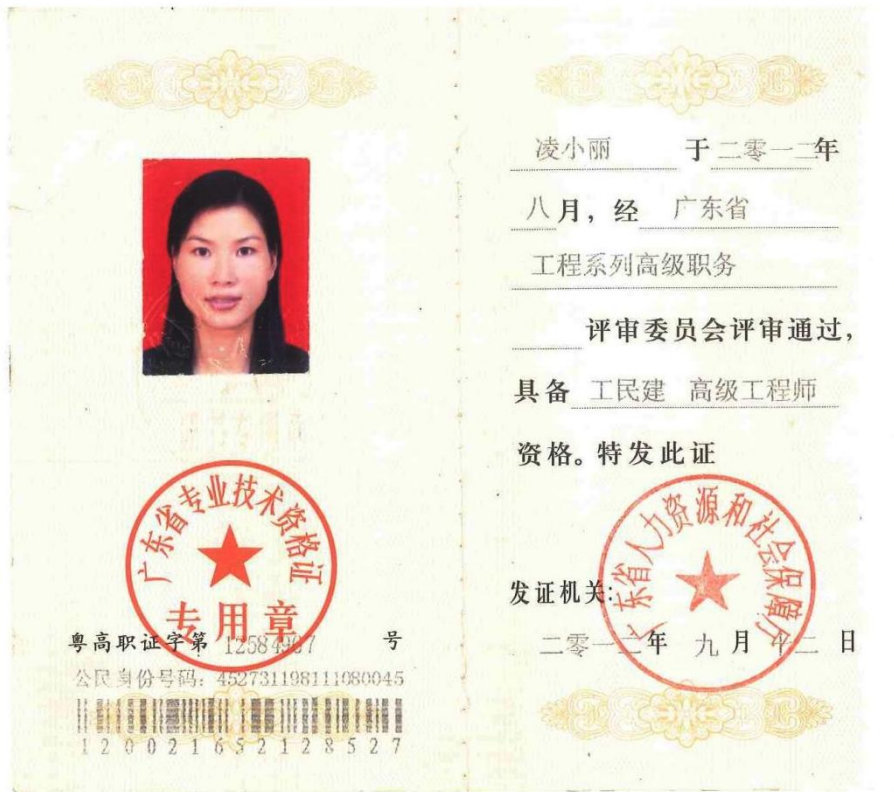 广东省专业技术资格证
专用章
粤高职证字第 12584907 号
公民身份号码：452731198111080045
120021652128527
凌小丽 于二零一二年
八月，经 广东省
工程系列高级职务
评审委员会评审通过，
具备 工民建 高级工程师
资格。特发此证
广东省人力资源和社会保障厅
发证机关：
二零一二年 九月 十二 日